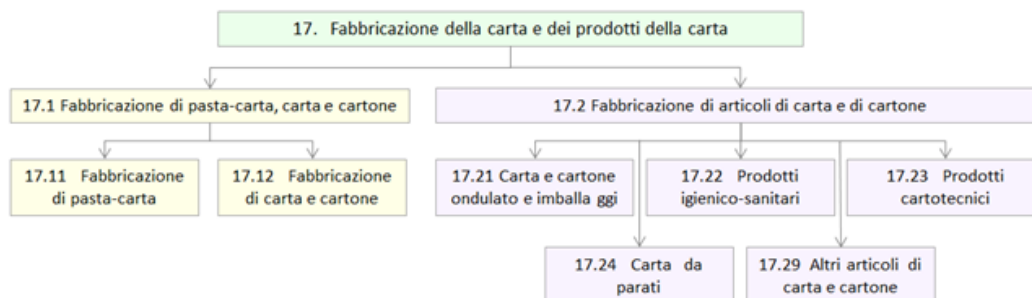 17. Fabbricazione della carta e dei prodotti della carta
17.1 Fabbricazione di pasta-carta, carta e cartone
17.2 Fabbricazione di articoli di carta e di cartone
17.11 Fabbricazione
di pasta-carta
17.12 Fabbricazione
di carta e cartone
17.21 Carta e cartone
ondulato e imballa ggi
17.22 Prodotti
igienico-sanitari
17.23 Prodotti
cartotecnici
17.24 Carta da
parati
17.29 Altri articoli di
carta e cartone